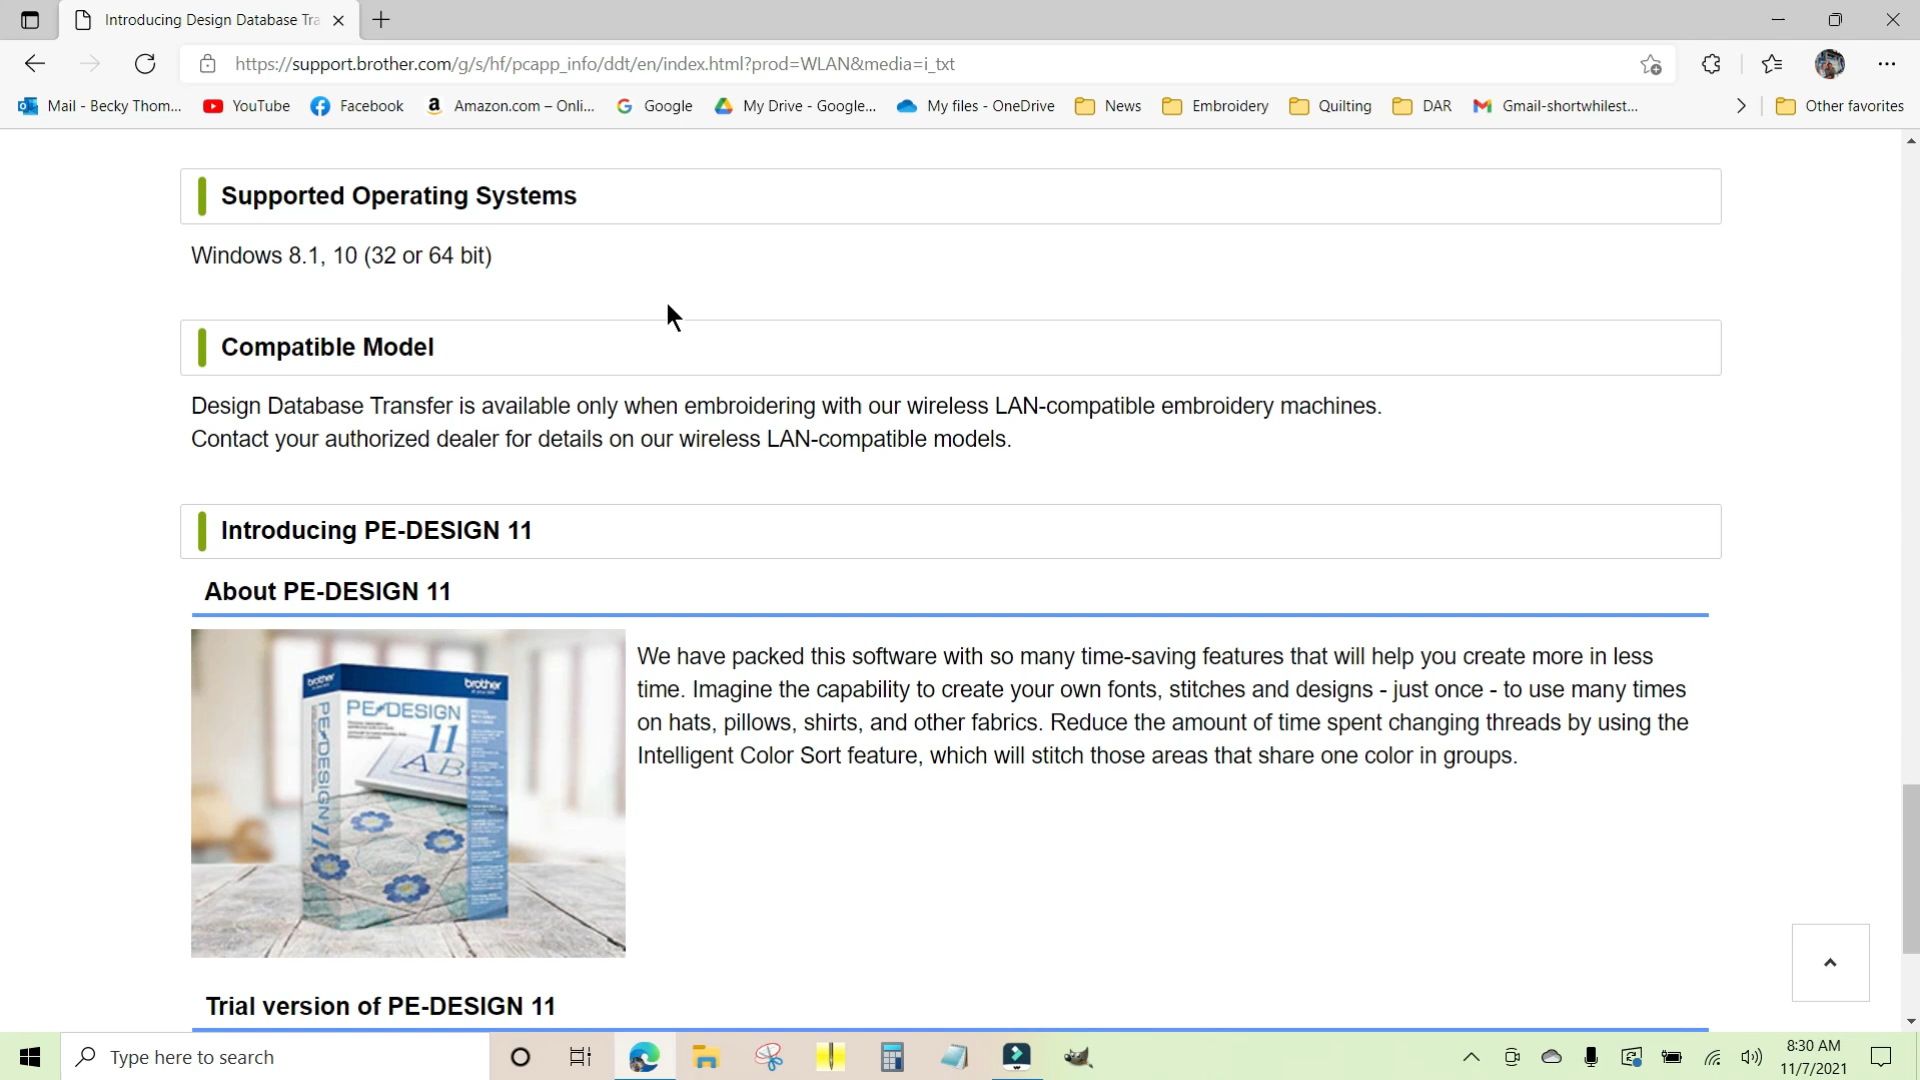 Introducing Design Database Tra
https://support.brother.com/g/s/hf/pcapp_info/ddt/en/index.html?prod=WLAN&media=i_txt
Mail - Becky Thom... YouTube Facebook Amazon.com – Onli... Google My Drive - Google... My files - OneDrive News Embroidery Quilting DAR Gmail-shortwhilest... Other favorites
Supported Operating Systems
Windows 8.1, 10 (32 or 64 bit)
Compatible Model
Design Database Transfer is available only when embroidering with our wireless LAN-compatible embroidery machines.
Contact your authorized dealer for details on our wireless LAN-compatible models.
Introducing PE-DESIGN 11
About PE-DESIGN 11
brother
brother
PE-DESIGN
11
PE-DESIGN 11
AB
We have packed this software with so many time-saving features that will help you create more in less
time. Imagine the capability to create your own fonts, stitches and designs - just once - to use many times
on hats, pillows, shirts, and other fabrics. Reduce the amount of time spent changing threads by using the
Intelligent Color Sort feature, which will stitch those areas that share one color in groups.
Trial version of PE-DESIGN 11
Type here to search
8:30 AM
11/7/2021